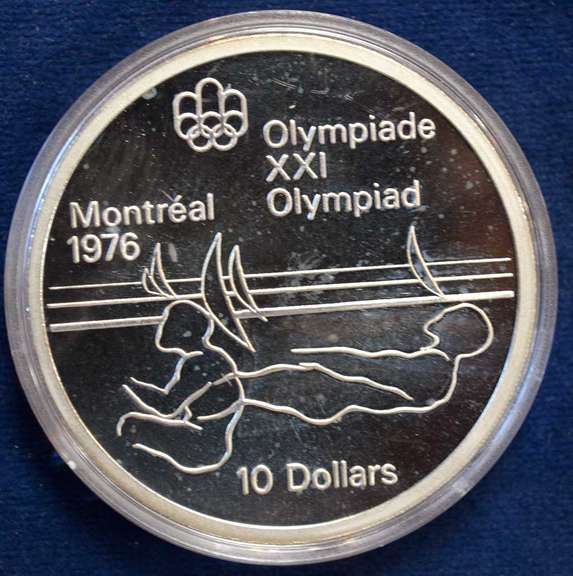 Olympiade
XXI
Olympiad
Montréal
1976
10 Dollars